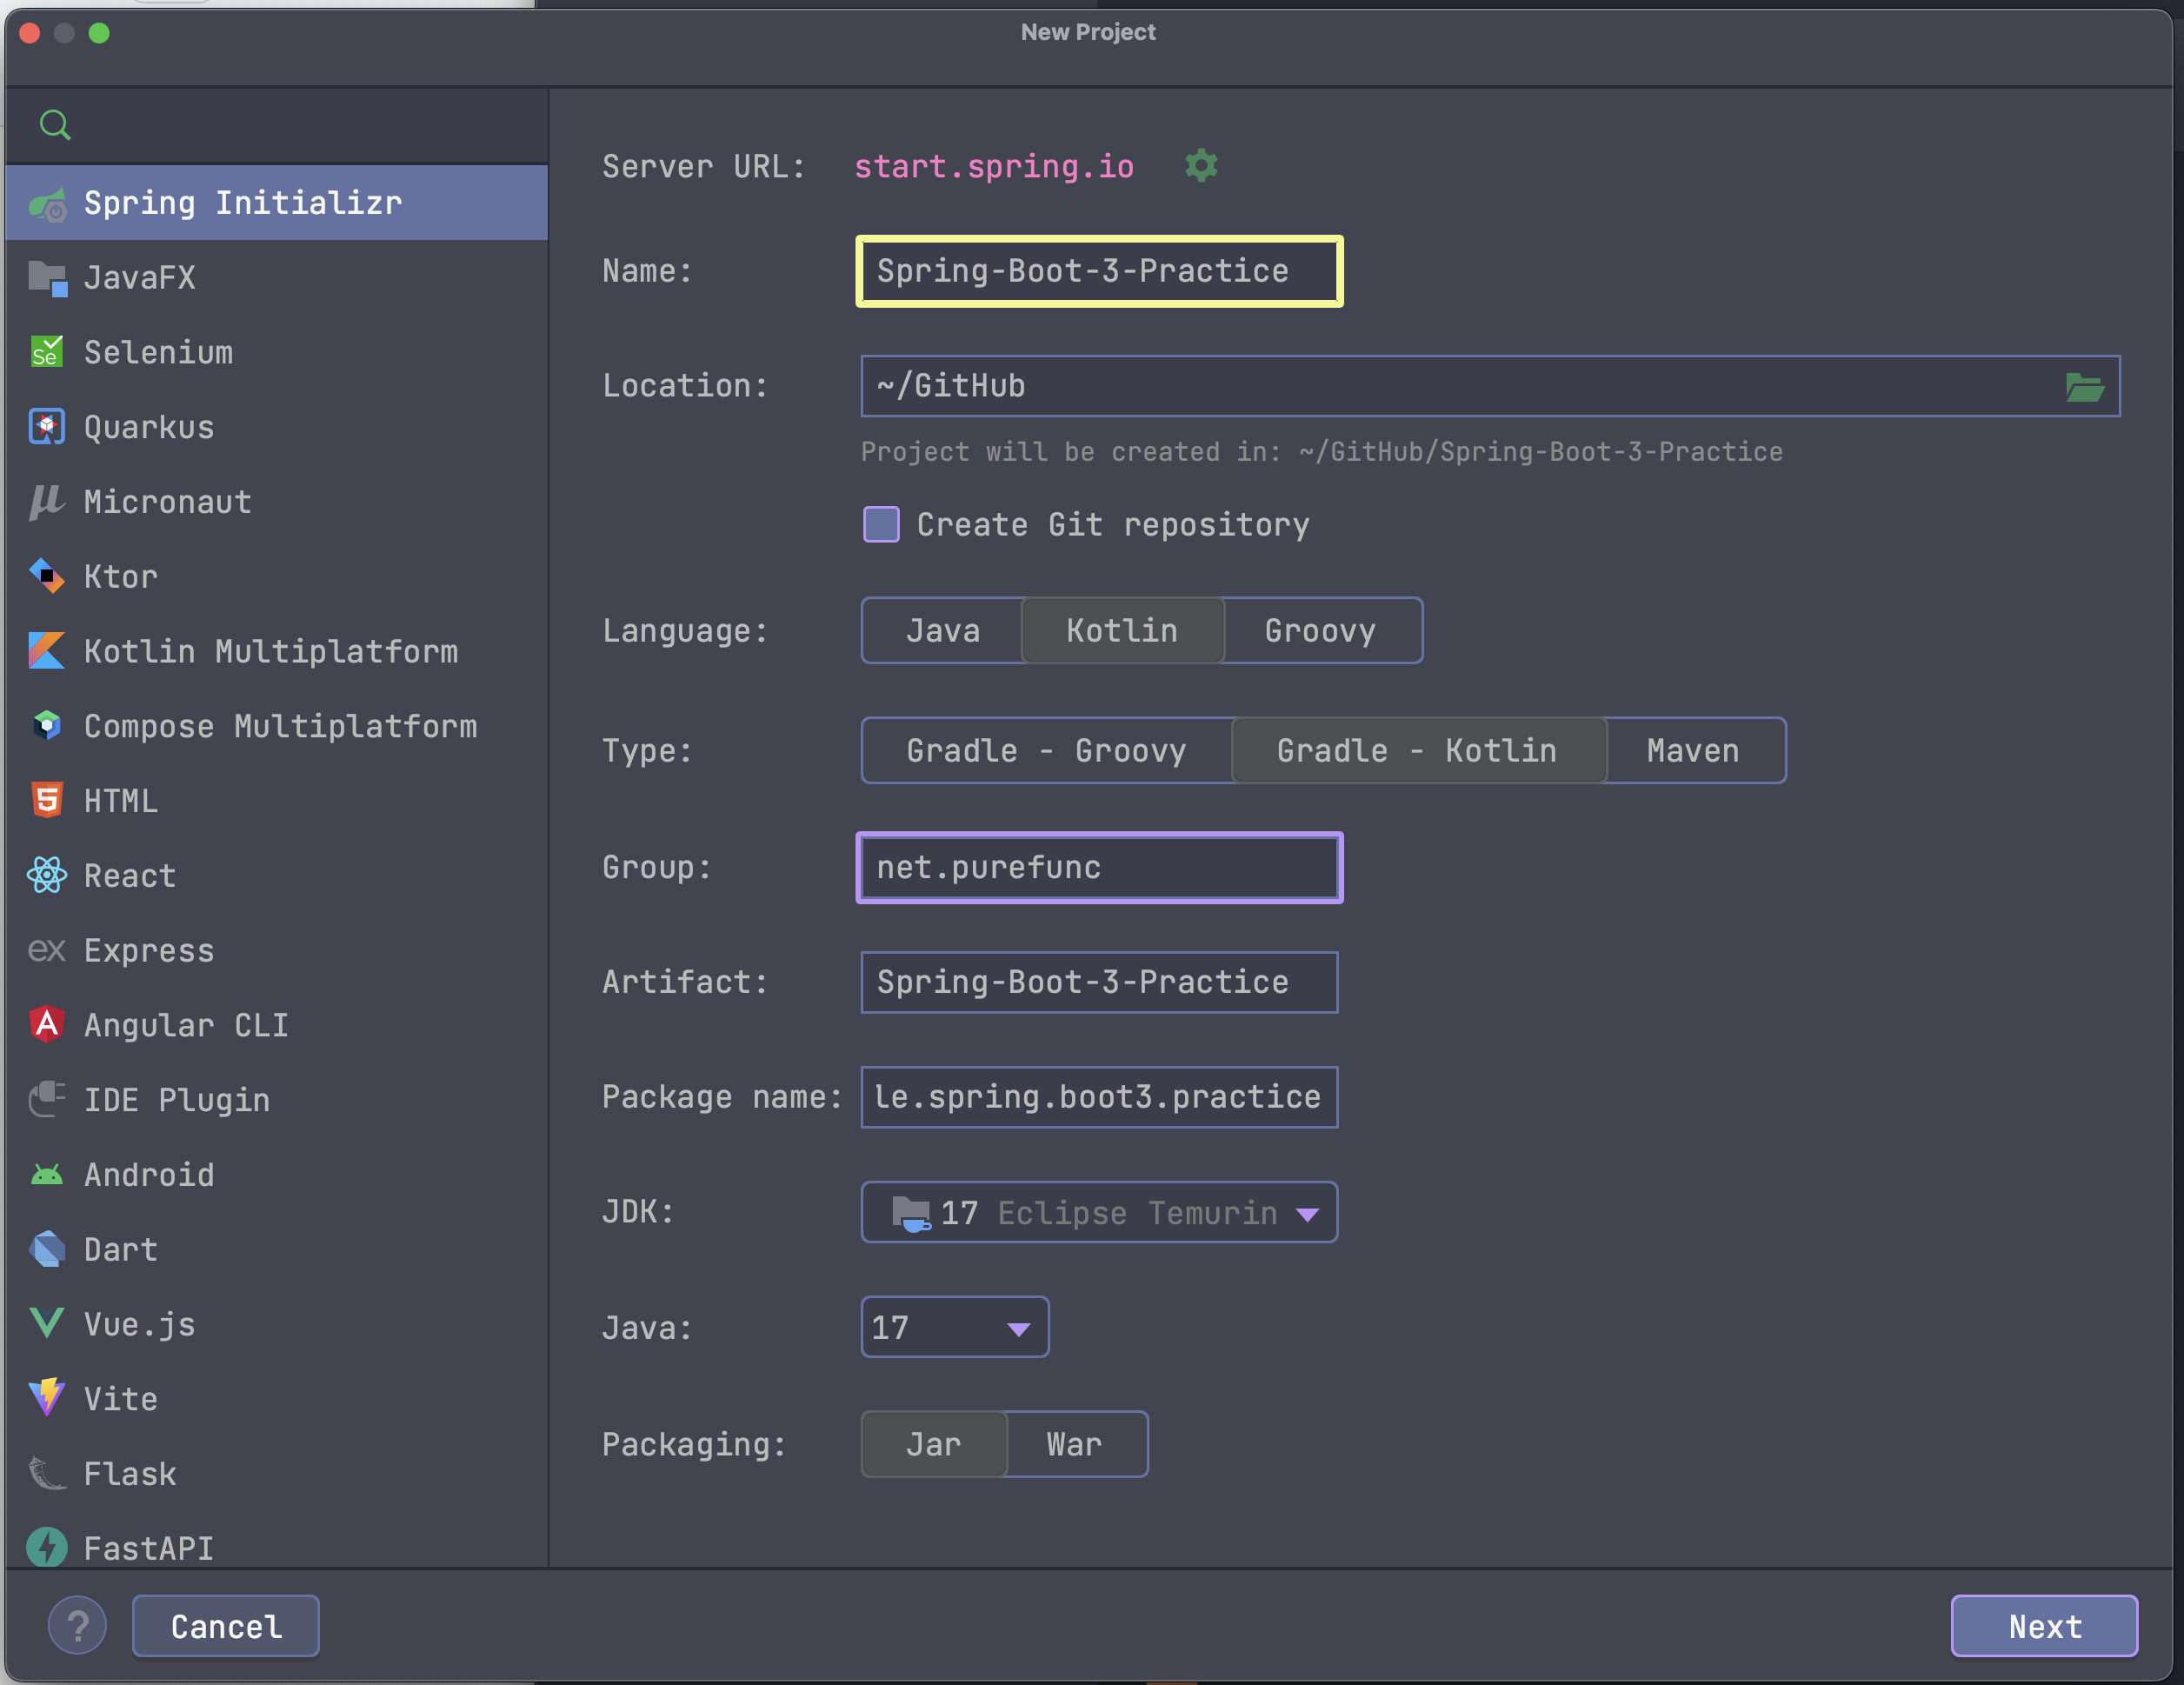 New Project
Spring Initializr
JavaFX
Selenium
Quarkus
Micronaut
Ktor
Kotlin Multiplatform
Compose Multiplatform
HTML
React
Express
Angular CLI
IDE Plugin
Android
Dart
Vue.js
Vite
Flask
FastAPI
Server URL: start.spring.io
Name: Spring-Boot-3-Practice
Location: ~/GitHub
Project will be created in: ~/GitHub/Spring-Boot-3-Practice
Create Git repository
Language: Java Kotlin Groovy
Type: Gradle - Groovy Gradle - Kotlin Maven
Group: net.purefunc
Artifact: Spring-Boot-3-Practice
Package name: le.spring.boot3.practice
JDK: 17 Eclipse Temurin
Java: 17
Packaging: Jar War
? Cancel Next